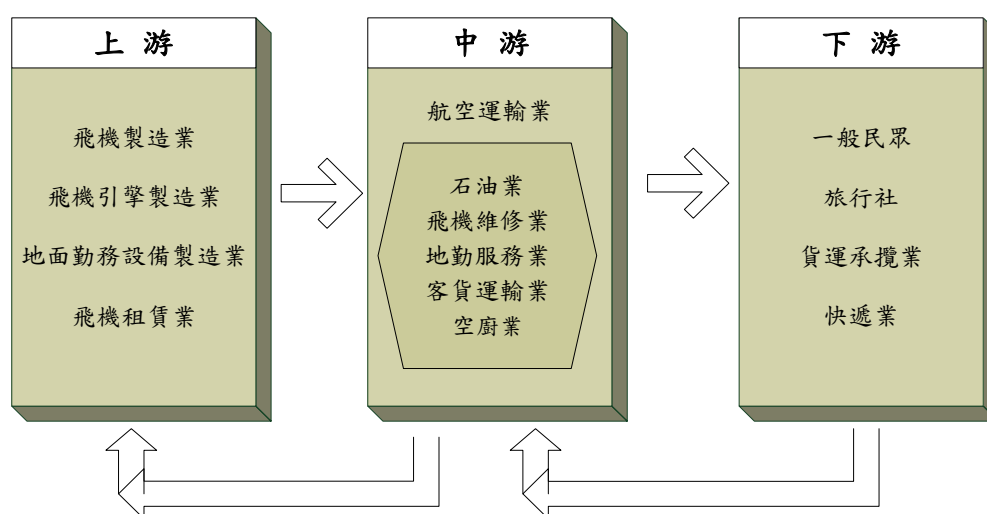 上 游
飛機製造業
飛機引擎製造業
地面勤務設備製造業
飛機租賃業
中 游
航空運輸業
石油業
飛機維修業
地勤服務業
客貨運輸業
空廚業
下 游
一般民眾
旅行社
貨運承攬業
快遞業